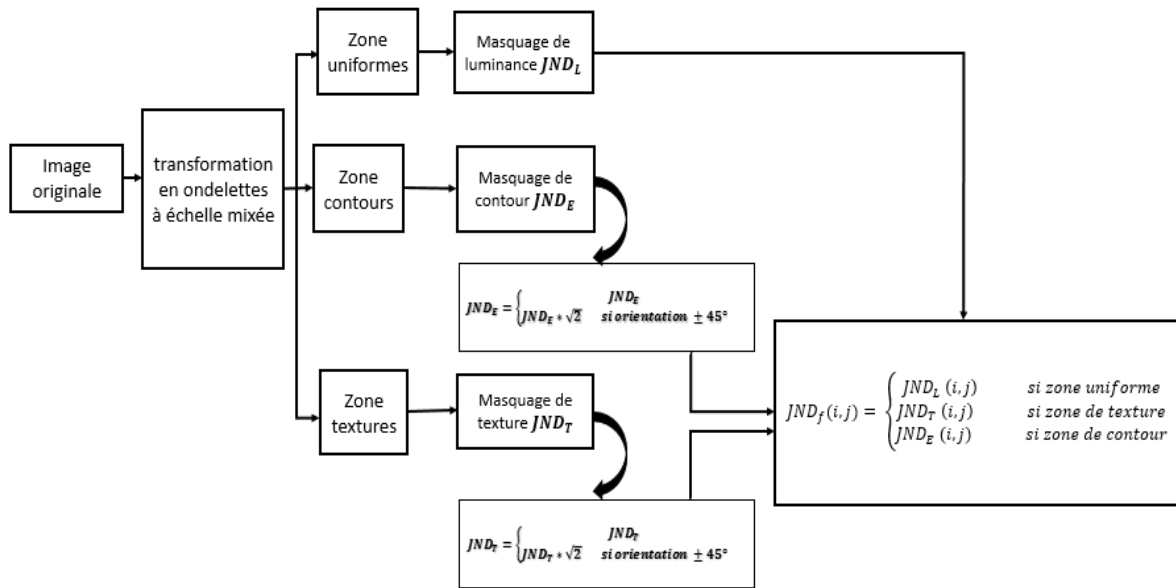 Image
originale
transformation
en ondelettes
à échelle mixée
Zone
uniformes
Masquage de
luminance JND_L
Zone
contours
Masquage de
contour JND_E
JND_E = { JND_E
JND_E * √2 si orientation ± 45°
Zone
textures
Masquage de
texture JND_T
JND_T = { JND_T
JND_T * √2 si orientation ± 45°
JND_f(i,j) = { JND_L (i,j) si zone uniforme
JND_T (i,j) si zone de texture
JND_E (i,j) si zone de contour